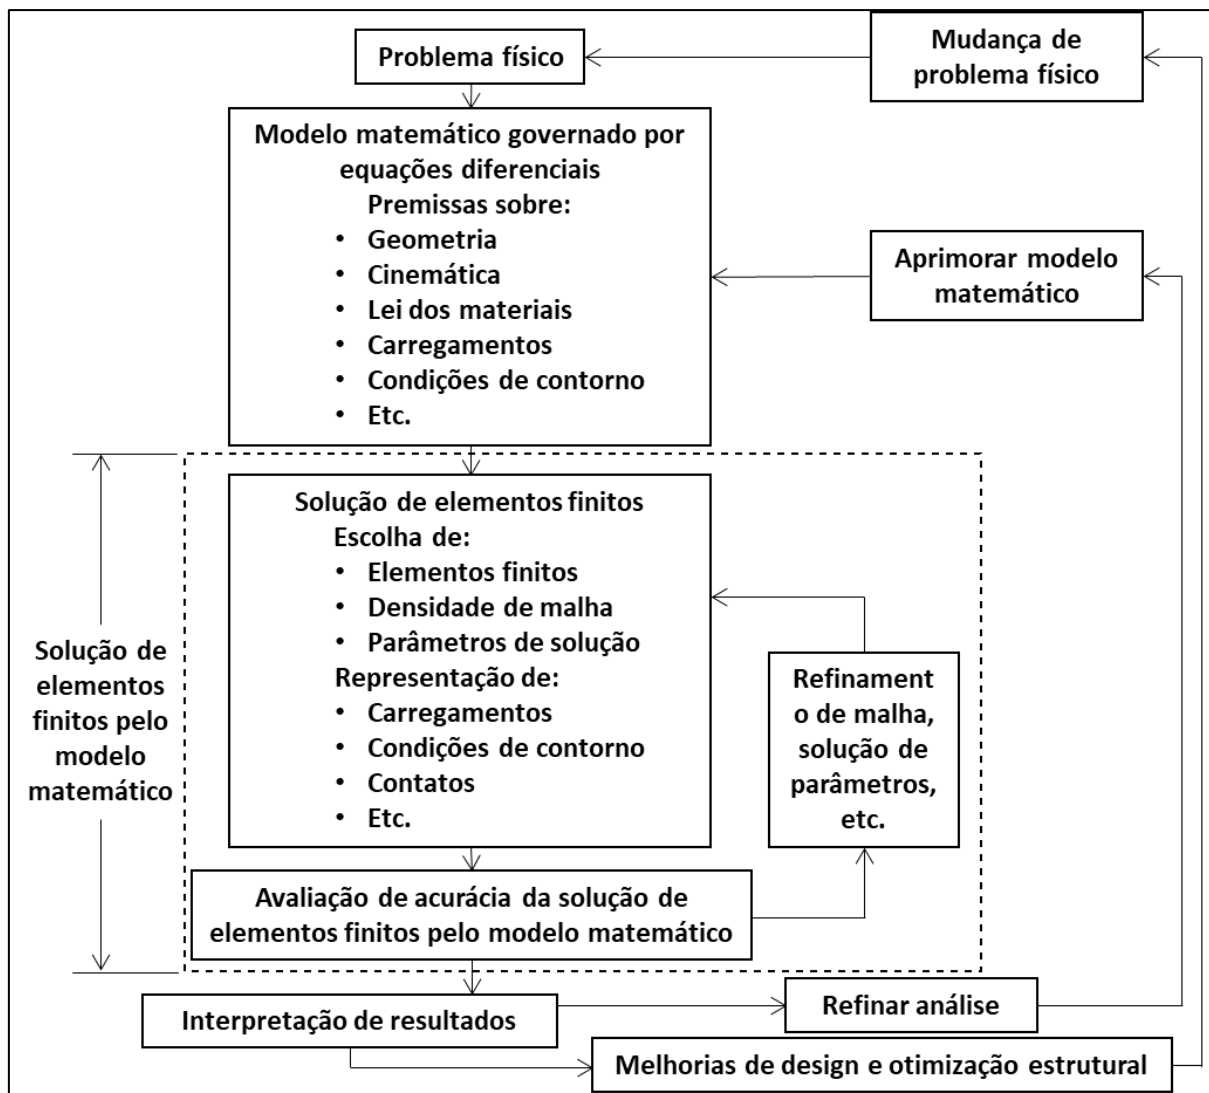 Problema físico
Mudança de
problema físico
Modelo matemático governado por
equações diferenciais
Premissas sobre:
• Geometria
• Cinemática
• Lei dos materiais
• Carregamentos
• Condições de contorno
• Etc.
Aprimorar modelo
matemático
Solução de elementos finitos
Escolha de:
• Elementos finitos
• Densidade de malha
• Parâmetros de solução
Representação de:
• Carregamentos
• Condições de contorno
• Contatos
• Etc.
Solução de
elementos
finitos pelo
modelo
matemático
Refinament
o de malha,
solução de
parâmetros,
etc.
Avaliação de acurácia da solução de
elementos finitos pelo modelo matemático
Interpretação de resultados
Refinar análise
Melhorias de design e otimização estrutural